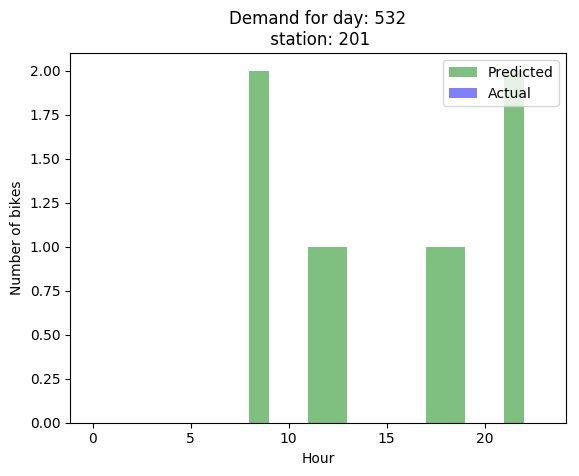 Demand for day: 532
station: 201
Predicted
Actual
Number of bikes
2.00
1.75
1.50
1.25
1.00
0.75
0.50
0.25
0.00
0 5 10 15 20
Hour